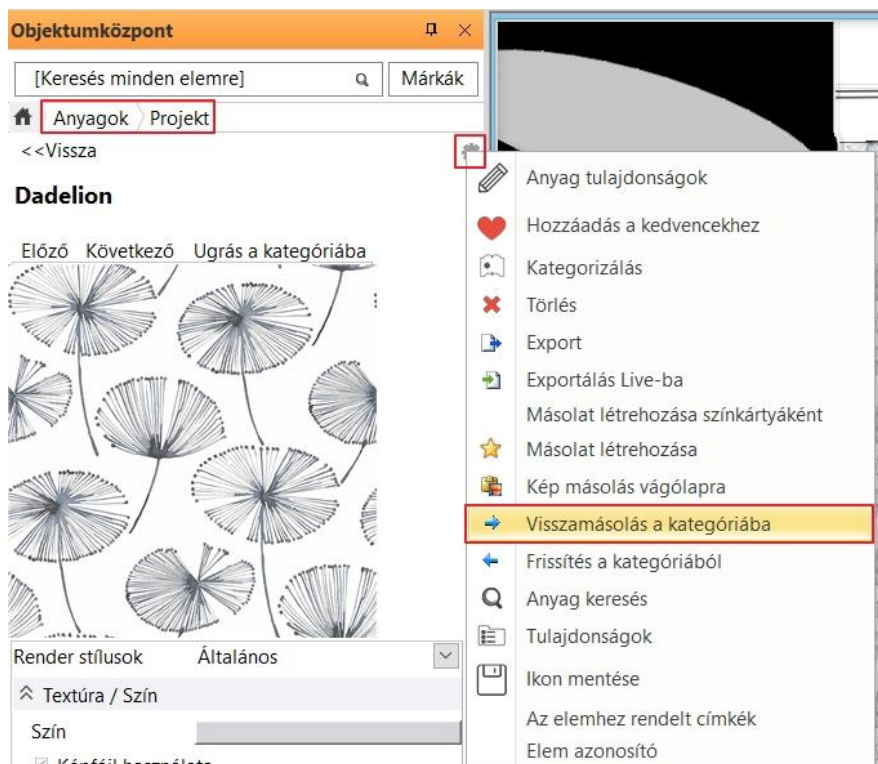 Objektumközpont
[Keresés minden elemre]
Márkák
Anyagok
Projekt
<<Vissza
Dadelion
Előző Következő Ugrás a kategóriába
Render stílusok Általános
Textúra / Szín
Szín
Képfájl használata
Anyag tulajdonságok
Hozzáadás a kedvencekhez
Kategorizálás
Törlés
Export
Exportálás Live-ba
Másolat létrehozása színkártyaként
Másolat létrehozása
Kép másolás vágólapra
Visszamásolás a kategóriába
Frissítés a kategóriából
Anyag keresés
Tulajdonságok
Ikon mentése
Az elemhez rendelt címkék
Elem azonosító